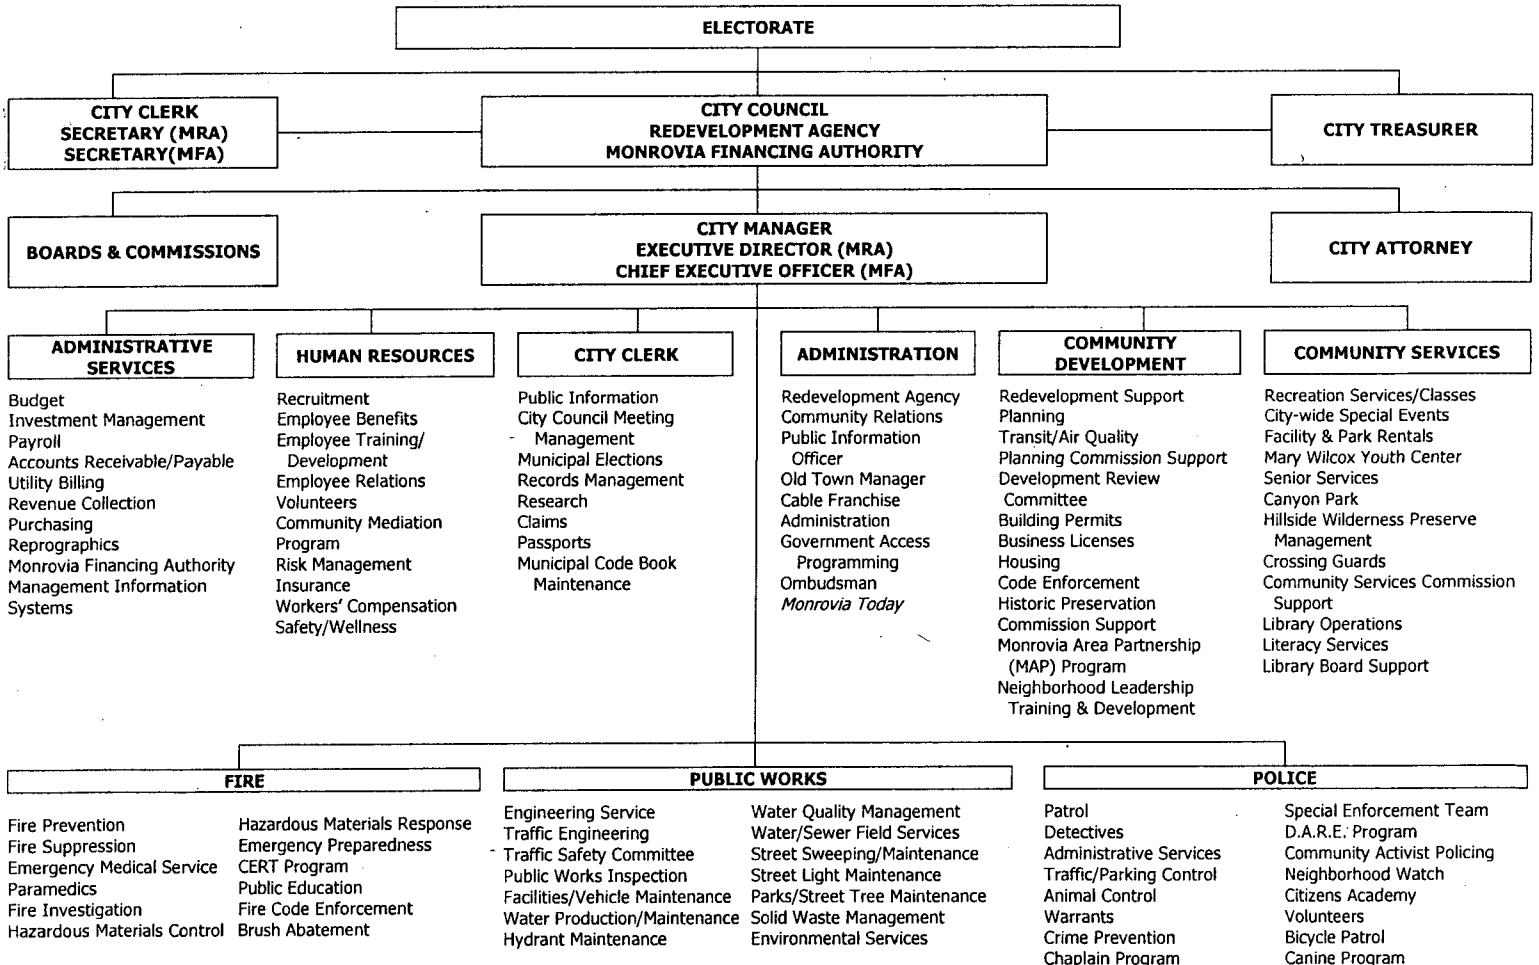 ELECTORATE
CITY CLERK
SECRETARY (MRA)
SECRETARY(MFA)
CITY COUNCIL
REDEVELOPMENT AGENCY
MONROVIA FINANCING AUTHORITY
CITY TREASURER
BOARDS & COMMISSIONS
CITY MANAGER
EXECUTIVE DIRECTOR (MRA)
CHIEF EXECUTIVE OFFICER (MFA)
CITY ATTORNEY
ADMINISTRATIVE
SERVICES
Budget
Investment Management
Payroll
Accounts Receivable/Payable
Utility Billing
Revenue Collection
Purchasing
Reprographics
Monrovia Financing Authority
Management Information
Systems
HUMAN RESOURCES
Recruitment
Employee Benefits
Employee Training/
Development
Employee Relations
Volunteers
Community Mediation
Program
Risk Management
Insurance
Workers' Compensation
Safety/Wellness
CITY CLERK
Public Information
City Council Meeting
Management
Municipal Elections
Records Management
Research
Claims
Passports
Municipal Code Book
Maintenance
ADMINISTRATION
Redevelopment Agency
Community Relations
Public Information
Officer
Old Town Manager
Cable Franchise
Administration
Government Access
Programming
Ombudsman
Monrovia Today
COMMUNITY
DEVELOPMENT
Redevelopment Support
Planning
Transit/Air Quality
Planning Commission Support
Development Review
Committee
Building Permits
Business Licenses
Housing
Code Enforcement
Historic Preservation
Commission Support
Monrovia Area Partnership
(MAP) Program
Neighborhood Leadership
Training & Development
COMMUNITY SERVICES
Recreation Services/Classes
City-wide Special Events
Facility & Park Rentals
Mary Wilcox Youth Center
Senior Services
Canyon Park
Hillside Wilderness Preserve
Management
Crossing Guards
Community Services Commission
Support
Library Operations
Literacy Services
Library Board Support
FIRE
Fire Prevention
Fire Suppression
Emergency Medical Service
Paramedics
Fire Investigation
Hazardous Materials Control
Hazardous Materials Response
Emergency Preparedness
CERT Program
Public Education
Fire Code Enforcement
Brush Abatement
PUBLIC WORKS
Engineering Service
Traffic Engineering
Traffic Safety Committee
Public Works Inspection
Facilities/Vehicle Maintenance
Water Production/Maintenance
Hydrant Maintenance
Water Quality Management
Water/Sewer Field Services
Street Sweeping/Maintenance
Street Light Maintenance
Parks/Street Tree Maintenance
Solid Waste Management
Environmental Services
POLICE
Patrol
Detectives
Administrative Services
Traffic/Parking Control
Animal Control
Warrants
Crime Prevention
Chaplain Program
Special Enforcement Team
D.A.R.E. Program
Community Activist Policing
Neighborhood Watch
Citizens Academy
Volunteers
Bicycle Patrol
Canine Program